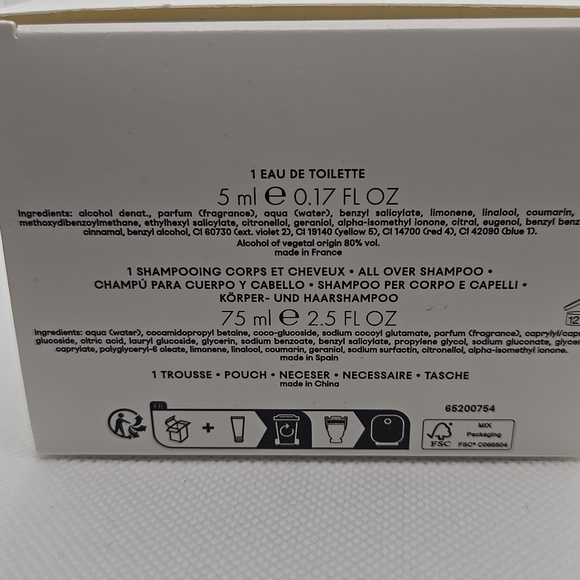 1 EAU DE TOILETTE
5 ml e 0.17 FL OZ
Ingredients: alcohol denat., parfum (fragrance), aqua (water), benzyl salicylate, limonene, linalool, coumarin,
methoxydibenzoylmethane, ethylhexyl salicylate, citronellol, geraniol, alpha-isomethyl ionone, citral, eugenol, benzyl benz
cinnamal, benzyl alcohol, CI 60730 (ext. violet 2), CI 19140 (yellow 5), CI 14700 (red 4), CI 42090 (blue 1).
Alcohol of vegetal origin 80% vol.
made in France
1 SHAMPOOING CORPS ET CHEVEUX • ALL OVER SHAMPOO •
CHAMPÚ PARA CUERPO Y CABELLO • SHAMPOO PER CORPO E CAPELLI •
KÖRPER- UND HAARSHAMPOO
75 ml e 2.5 FL OZ
Ingredients: aqua (water), cocamidopropyl betaine, coco-glucoside, sodium cocoyl glutamate, parfum (fragrance), caprylyl/capr
glucoside, citric acid, lauryl glucoside, glycerin, sodium benzoate, benzyl salicylate, propylene glycol, sodium gluconate, glycer
caprylate, polyglyceryl-6 oleate, limonene, linalool, coumarin, geraniol, sodium surfactin, citronellol, alpha-isomethyl ionone.
made in Spain
12
1 TROUSSE • POUCH • NECESER • NECESSAIRE • TASCHE
made in China
FR
+
65200754
FSC
MIX
Packaging
FSC® C066504